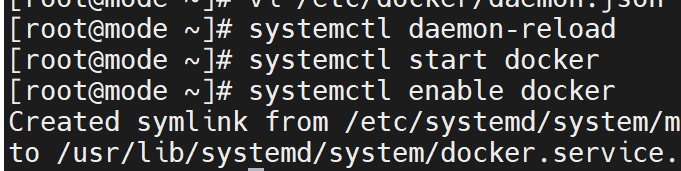 [root@mode ~]# vi /etc/docker/daemon.json
[root@mode ~]# systemctl daemon-reload
[root@mode ~]# systemctl start docker
[root@mode ~]# systemctl enable docker
Created symlink from /etc/systemd/system/m
to /usr/lib/systemd/system/docker.service.